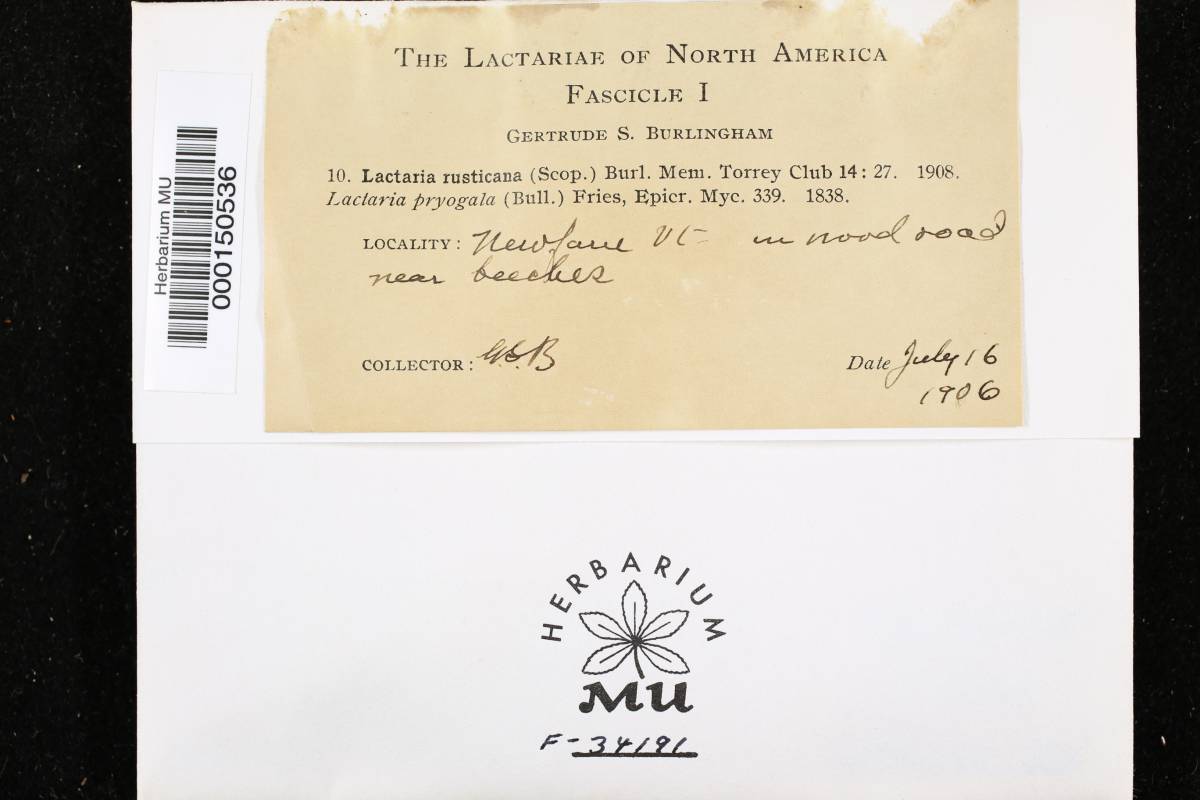 THE LACTARIAE OF NORTH AMERICA
FASCICLE I
GERTRUDE S. BURLINGHAM
10. Lactaria rusticana (Scop.) Burl. Mem. Torrey Club 14: 27. 1908.
Lactaria pryogala (Bull.) Fries, Epicr. Myc. 339. 1838.
LOCALITY: Newfane Vt in wood road
near beeches
COLLECTOR: G.S.B
Date July 16
1906
Herbarium MU
000150536
HERBARIUM
MU
F-34191